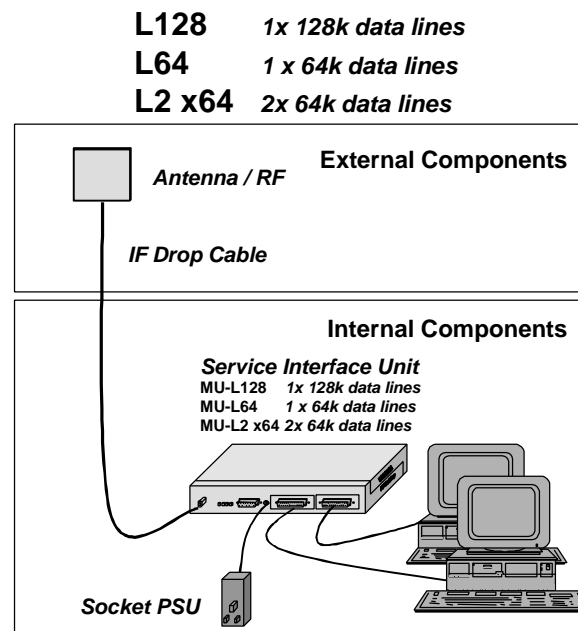 L128 1x 128k data lines
L64 1 x 64k data lines
L2 x64 2x 64k data lines
External Components
Antenna / RF
IF Drop Cable
Internal Components
Service Interface Unit
MU-L128 1x 128k data lines
MU-L64 1 x 64k data lines
MU-L2 x64 2x 64k data lines
Socket PSU